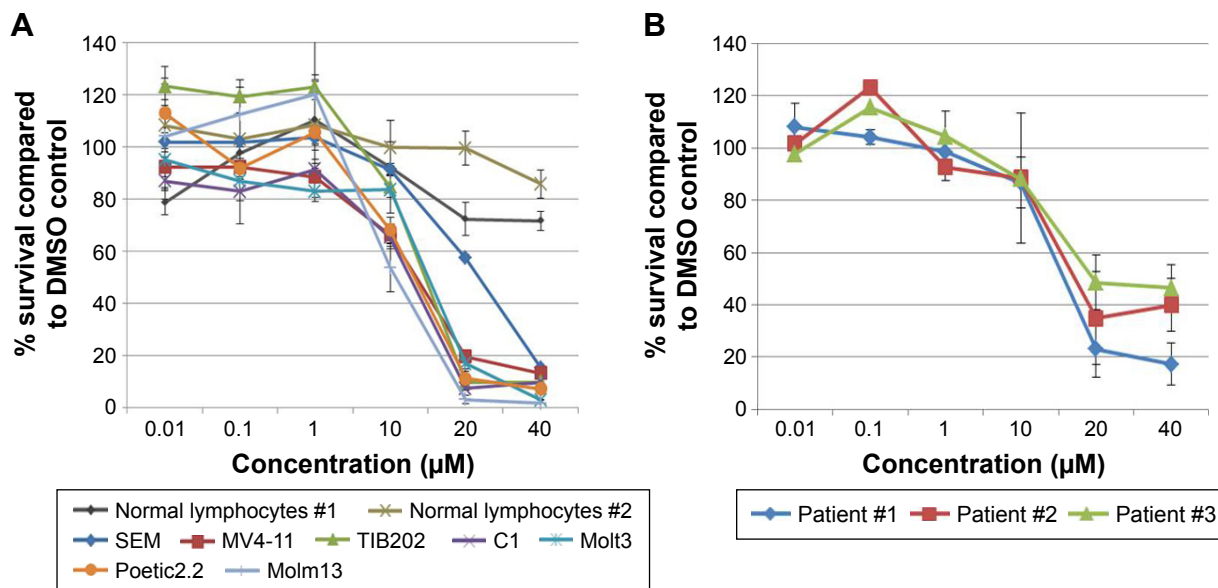 A
% survival compared
to DMSO control
140
120
100
80
60
40
20
0
0.01 0.1 1 10 20 40
Concentration (µM)
Normal lymphocytes #1 Normal lymphocytes #2
SEM MV4-11 TIB202 C1 Molt3
Poetic2.2 Molm13
B
% survival compared
to DMSO control
140
120
100
80
60
40
20
0
0.01 0.1 1 10 20 40
Concentration (µM)
Patient #1 Patient #2 Patient #3